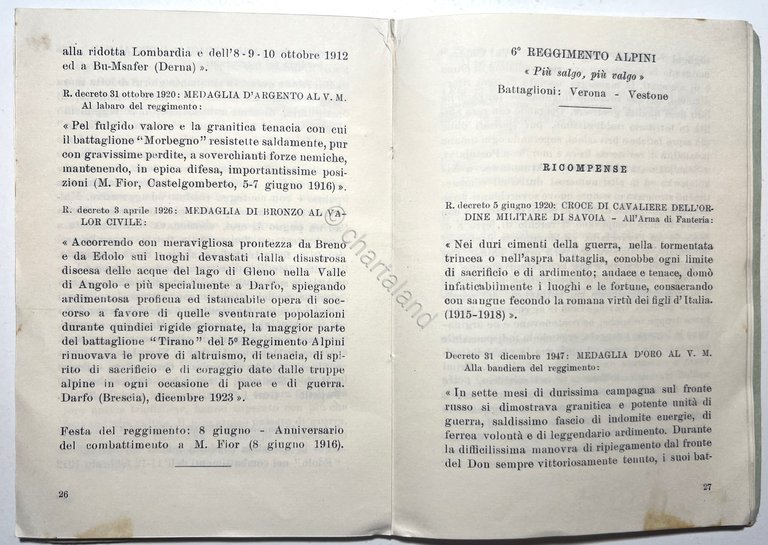 alla ridotta Lombardia e dell'8 - 9 - 10 ottobre 1912
ed a Bu-Msafer (Derna) ».
R. decreto 31 ottobre 1920: MEDAGLIA D'ARGENTO AL V. M.
Al labaro del reggimento:
« Pel fulgido valore e la granitica tenacia con cui
il battaglione "Morbegno" resistette saldamente, pur
con gravissime perdite, a soverchianti forze nemiche,
mantenendo, in epica difesa, importantissime posi-
zioni (M. Fior, Castelgomberto, 5-7 giugno 1916) ».
R. decreto 3 aprile 1926: MEDAGLIA DI BRONZO AL VA-
LOR CIVILE:
« Accorrendo con meravigliosa prontezza da Breno
e da Edolo sui luoghi devastati dalla disastrosa
discesa delle acque del lago di Gleno nella Valle
di Angolo e più specialmente a Darfo, spiegando
ardimentosa proficua ed istancabile opera di soc-
corso a favore di quelle sventurate popolazioni
durante quindici rigide giornate, la maggior parte
del battaglione "Tirano" del 5º Reggimento Alpini
rinnovava le prove di altruismo, di tenacia, di spi-
rito di sacrificio e di coraggio date dalle truppe
alpine in ogni occasione di pace e di guerra.
Darfo (Brescia), dicembre 1923 ».
Festa del reggimento: 8 giugno - Anniversario
del combattimento a M. Fior (8 giugno 1916).
26
6º REGGIMENTO ALPINI
« Più salgo, più valgo »
Battaglioni: Verona - Vestone
RICOMPENSE
R. decreto 5 giugno 1920: CROCE DI CAVALIERE DELL'OR-
DINE MILITARE DI SAVOIA - All'Arma di Fanteria:
« Nei duri cimenti della guerra, nella tormentata
trincea o nell'aspra battaglia, conobbe ogni limite
di sacrificio e di ardimento; audace e tenace, domò
infaticabilmente i luoghi e le fortune, consacrando
con sangue fecondo la romana virtù dei figli d'Italia.
(1915-1918) ».
Decreto 31 dicembre 1947: MEDAGLIA D'ORO AL V. M.
Alla bandiera del reggimento:
« In sette mesi di durissima campagna sul fronte
russo si dimostrava granitica e potente unità di
guerra, saldissimo fascio di indomite energie, di
ferrea volontà e di leggendario ardimento. Durante
la difficilissima manovra di ripiegamento dal fronte
del Don sempre vittoriosamente tenuto, i suoi bat-
27
© chartaland